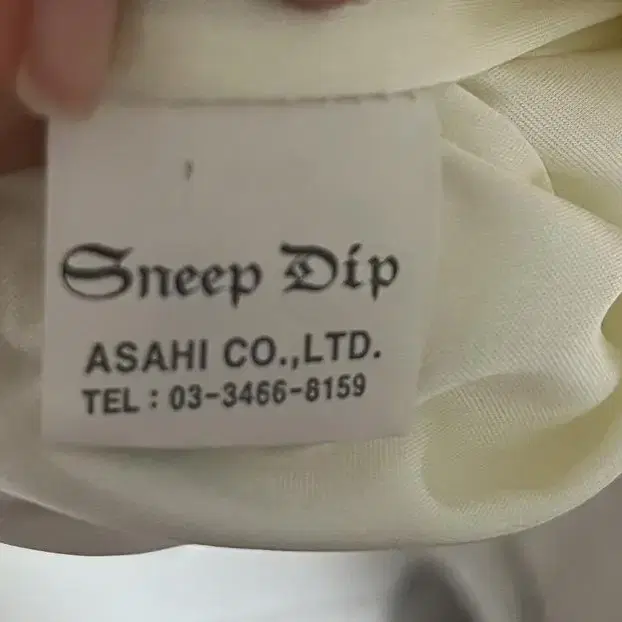 Sneep Dip
ASAHI CO.,LTD.
TEL : 03-3466-8159